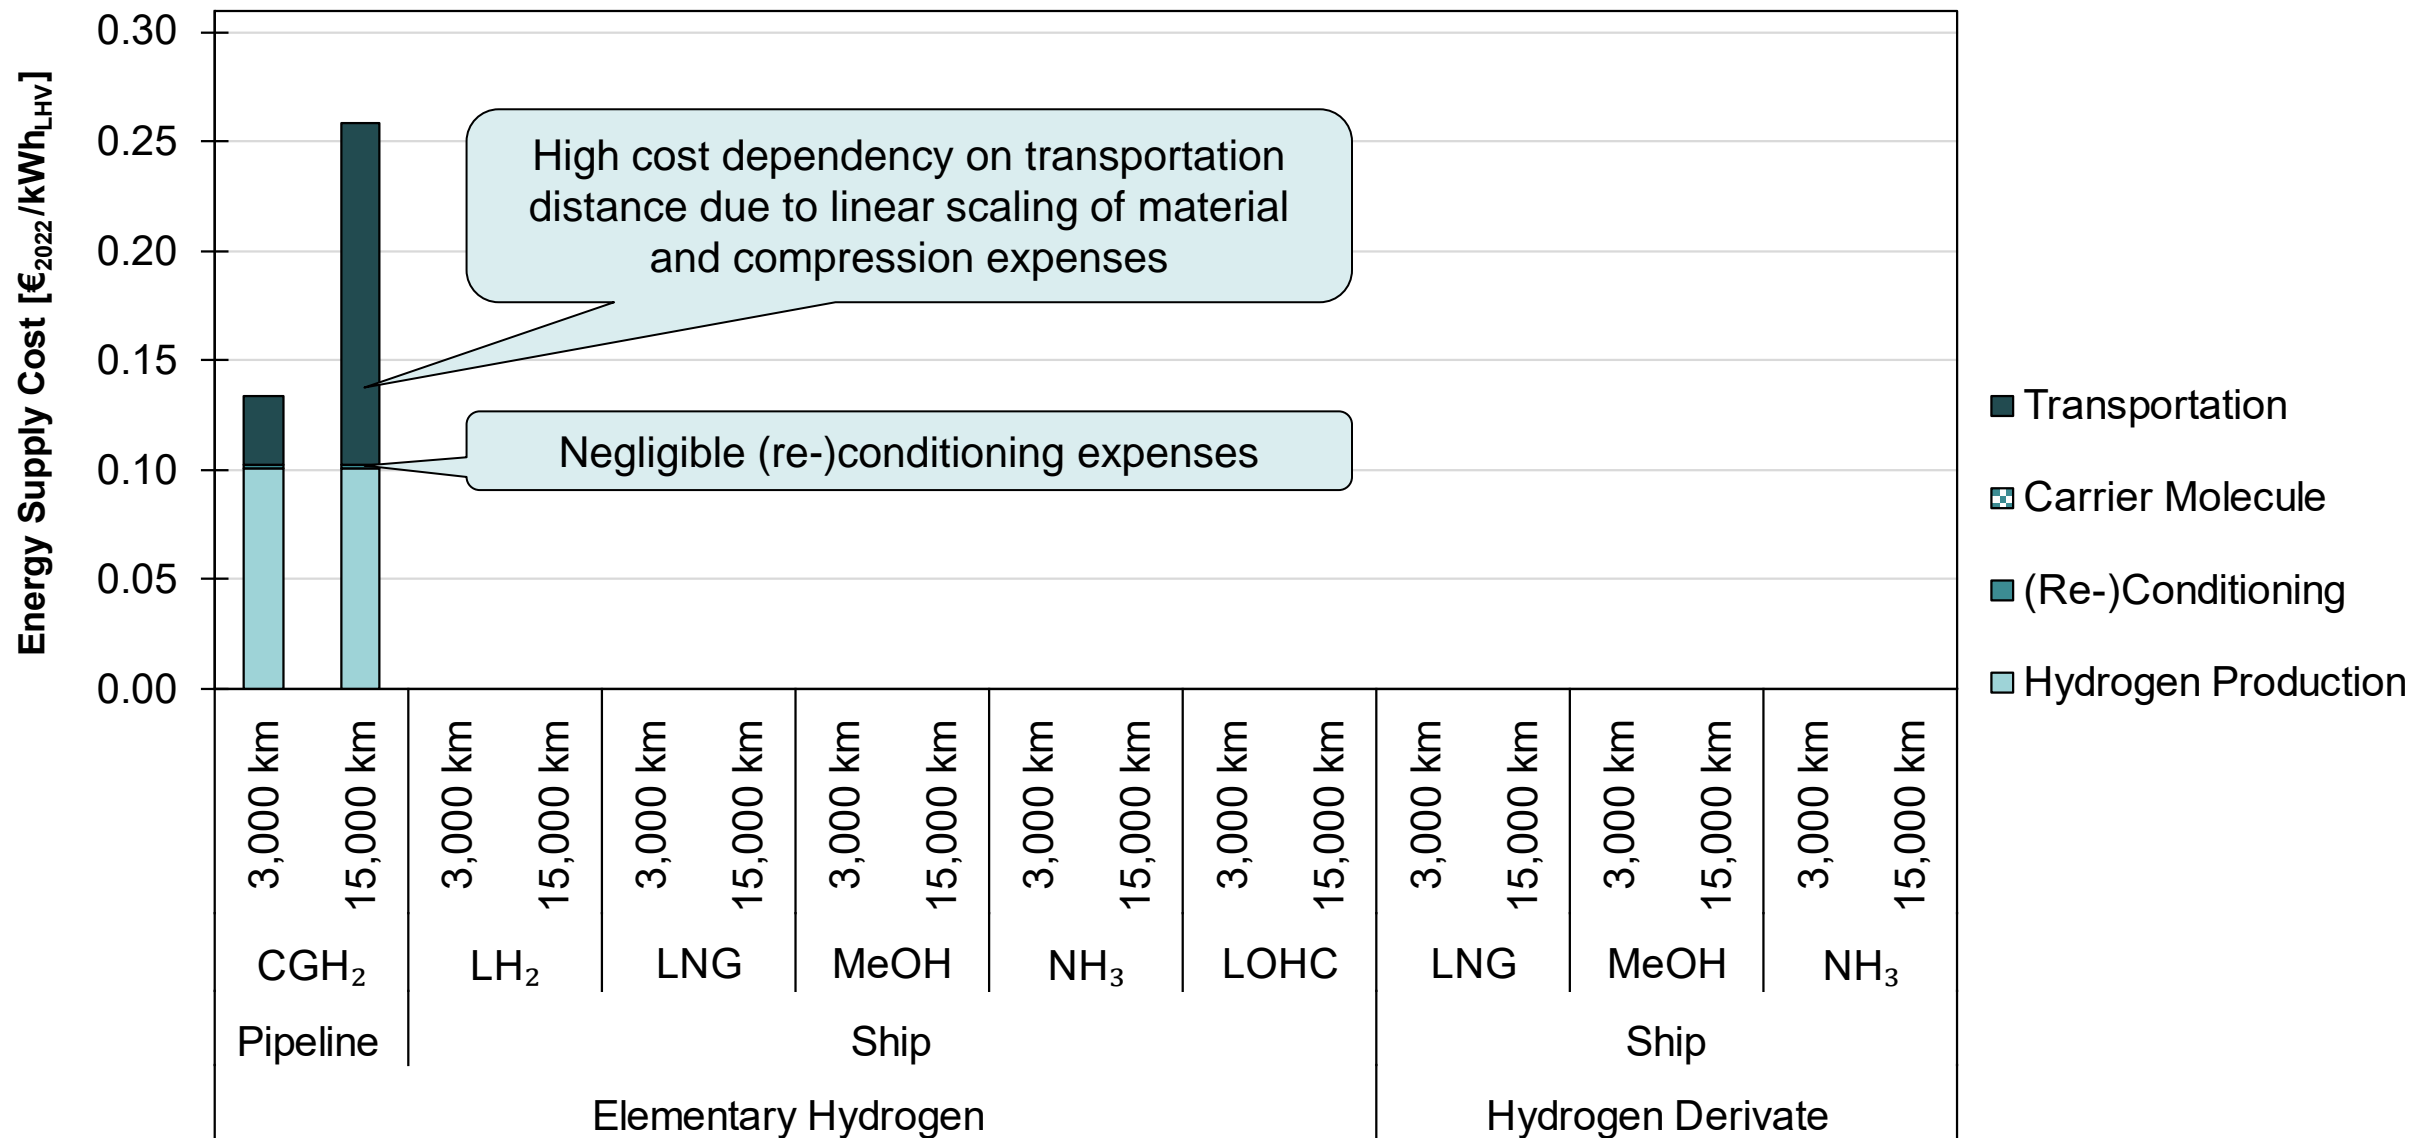 Energy Supply Cost [€2022/kWhLHV]
0.30
0.25
0.20
0.15
0.10
0.05
0.00
High cost dependency on transportation
distance due to linear scaling of material
and compression expenses
Negligible (re-)conditioning expenses
Transportation
Carrier Molecule
(Re-)Conditioning
Hydrogen Production
3,000 km
15,000 km
3,000 km
15,000 km
3,000 km
15,000 km
3,000 km
15,000 km
3,000 km
15,000 km
3,000 km
15,000 km
3,000 km
15,000 km
3,000 km
15,000 km
3,000 km
15,000 km
CGH₂
LH₂
LNG
MeOH
NH₃
LOHC
LNG
MeOH
NH₃
Pipeline
Ship
Ship
Elementary Hydrogen
Hydrogen Derivate